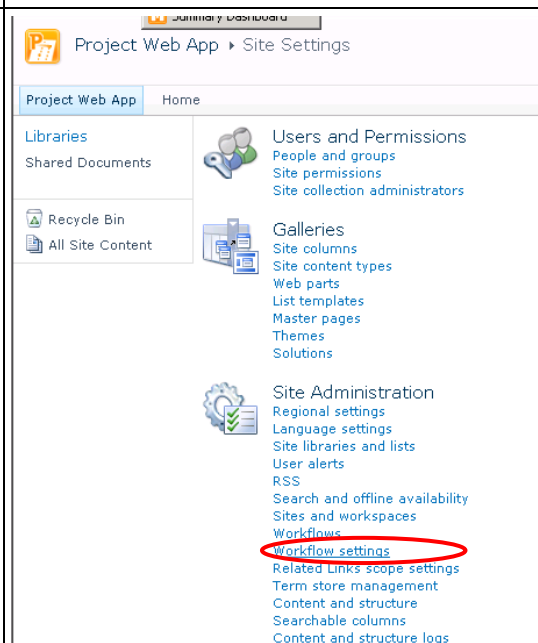 Summary Dashboard
Project Web App ▸ Site Settings
Project Web App Home
Libraries
Shared Documents
Recycle Bin
All Site Content
Users and Permissions
People and groups
Site permissions
Site collection administrators
Galleries
Site columns
Site content types
Web parts
List templates
Master pages
Themes
Solutions
Site Administration
Regional settings
Language settings
Site libraries and lists
User alerts
RSS
Search and offline availability
Sites and workspaces
Workflows
Workflow settings
Related Links scope settings
Term store management
Content and structure
Searchable columns
Content and structure logs